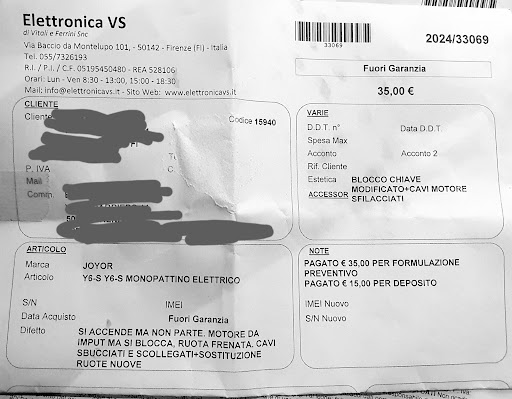 Elettronica VS
di Vitali e Ferrini Snc
Via Baccio da Montelupo 101, - 50142 - Firenze (FI) - Italia
Tel. 055/7326193
R.I. / P.I. / C.F. 05195450480 - REA 528106
Orari: Lun - Ven 8:30 - 13:00, 15:00 - 18:30
Mail: info@elettronicavs.it - Sito Web: www.elettronicavs.it
33069
33069
2024/33069
Fuori Garanzia
35,00 €
CLIENTE
Cliente
Codice 15940
FI
P. IVA
Mail
Comm.
VARIE
D.D.T. n° Data D.D.T.
Spesa Max
Acconto Acconto 2
Rif. Cliente
Estetica BLOCCO CHIAVE
MODIFICATO+CAVI MOTORE
ACCESSOR SFILACCIATI
ARTICOLO
Marca JOYOR
Articolo Y6-S Y6-S MONOPATTINO ELETTRICO
S/N IMEI
Data Acquisto Fuori Garanzia
Difetto SI ACCENDE MA NON PARTE. MOTORE DA
IMPUT MA SI BLOCCA, RUOTA FRENATA. CAVI
SBUCCIATI E SCOLLEGATI+SOSTITUZIONE
RUOTE NUOVE
NOTE
PAGATO € 35,00 PER FORMULAZIONE
PREVENTIVO
PAGATO € 15,00 PER DEPOSITO
IMEI Nuovo
S/N Nuovo